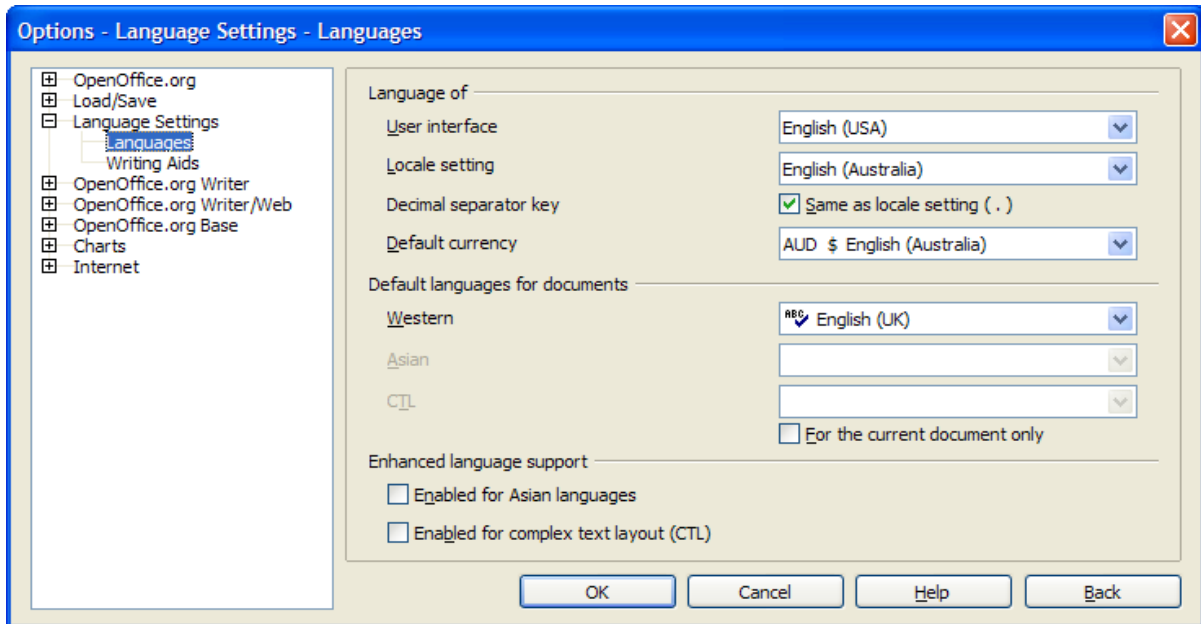 Options - Language Settings - Languages
OpenOffice.org
Load/Save
Language Settings
Languages
Writing Aids
OpenOffice.org Writer
OpenOffice.org Writer/Web
OpenOffice.org Base
Charts
Internet
Language of
User interface English (USA)
Locale setting English (Australia)
Decimal separator key Same as locale setting ( . )
Default currency AUD $ English (Australia)
Default languages for documents
Western ABC English (UK)
Asian
CTL
For the current document only
Enhanced language support
Enabled for Asian languages
Enabled for complex text layout (CTL)
OK Cancel Help Back